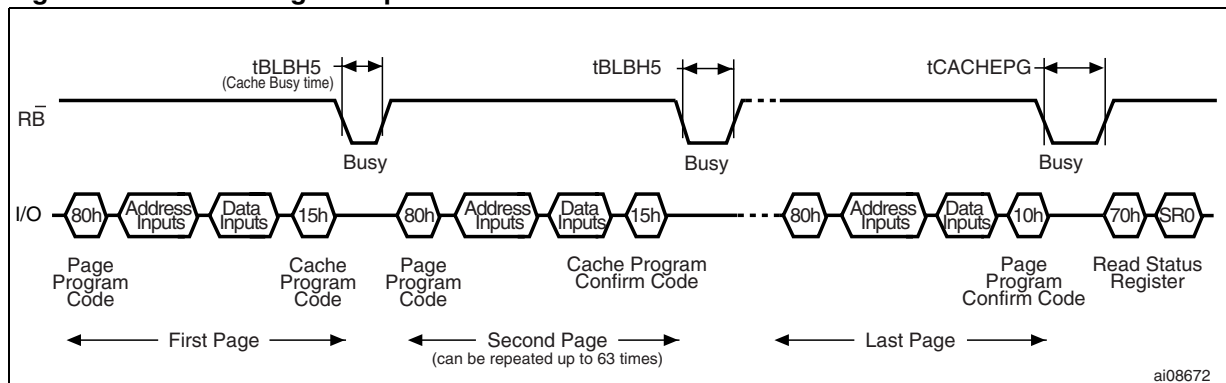 tBLBH5
(Cache Busy time)
tBLBH5
tCACHEPG
RB
Busy
Busy
Busy
I/O
80h
Address
Inputs
Data
Inputs
15h
80h
Address
Inputs
Data
Inputs
15h
80h
Address
Inputs
Data
Inputs
10h
70h
SR0
Page
Program
Code
Cache
Program
Code
Page
Program
Code
Cache Program
Confirm Code
Page
Program
Confirm Code
Read Status
Register
First Page
Second Page
(can be repeated up to 63 times)
Last Page
ai08672